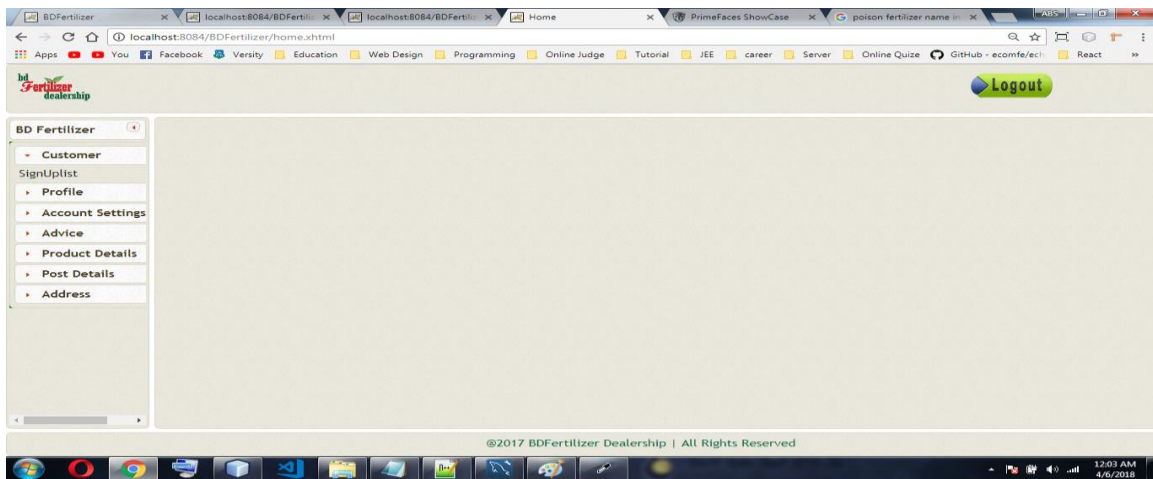 BDFertilizer localhost:8084/BDFertiliz localhost:8084/BDFertiliz Home PrimeFaces ShowCase poison fertilizer name in ABS
localhost:8084/BDFertilizer/home.xhtml
Apps You Facebook Versity Education Web Design Programming Online Judge Tutorial JEE career Server Online Quize GitHub - ecomfe/ech React »
bd
Fertilizer
dealership
Logout
BD Fertilizer
Customer
SignUplist
Profile
Account Settings
Advice
Product Details
Post Details
Address
©2017 BDFertilizer Dealership | All Rights Reserved
12:03 AM
4/6/2018